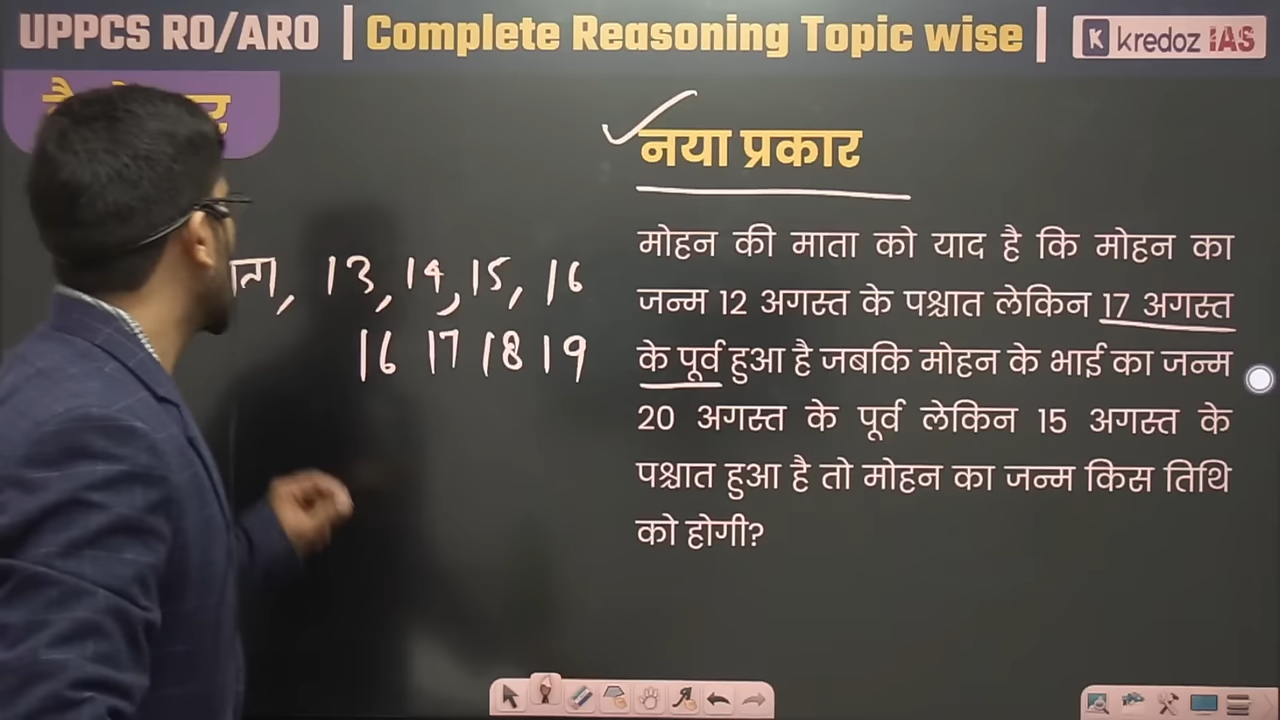 UPPCS RO/ARO | Complete Reasoning Topic wise |
K kredoz IAS
नया प्रकार
13, 14, 15, 16
16 17 18 19
मोहन की माता को याद है कि मोहन का
जन्म 12 अगस्त के पश्चात लेकिन 17 अगस्त
के पूर्व हुआ है जबकि मोहन के भाई का जन्म
20 अगस्त के पूर्व लेकिन 15 अगस्त के
पश्चात हुआ है तो मोहन का जन्म किस तिथि
को होगी?